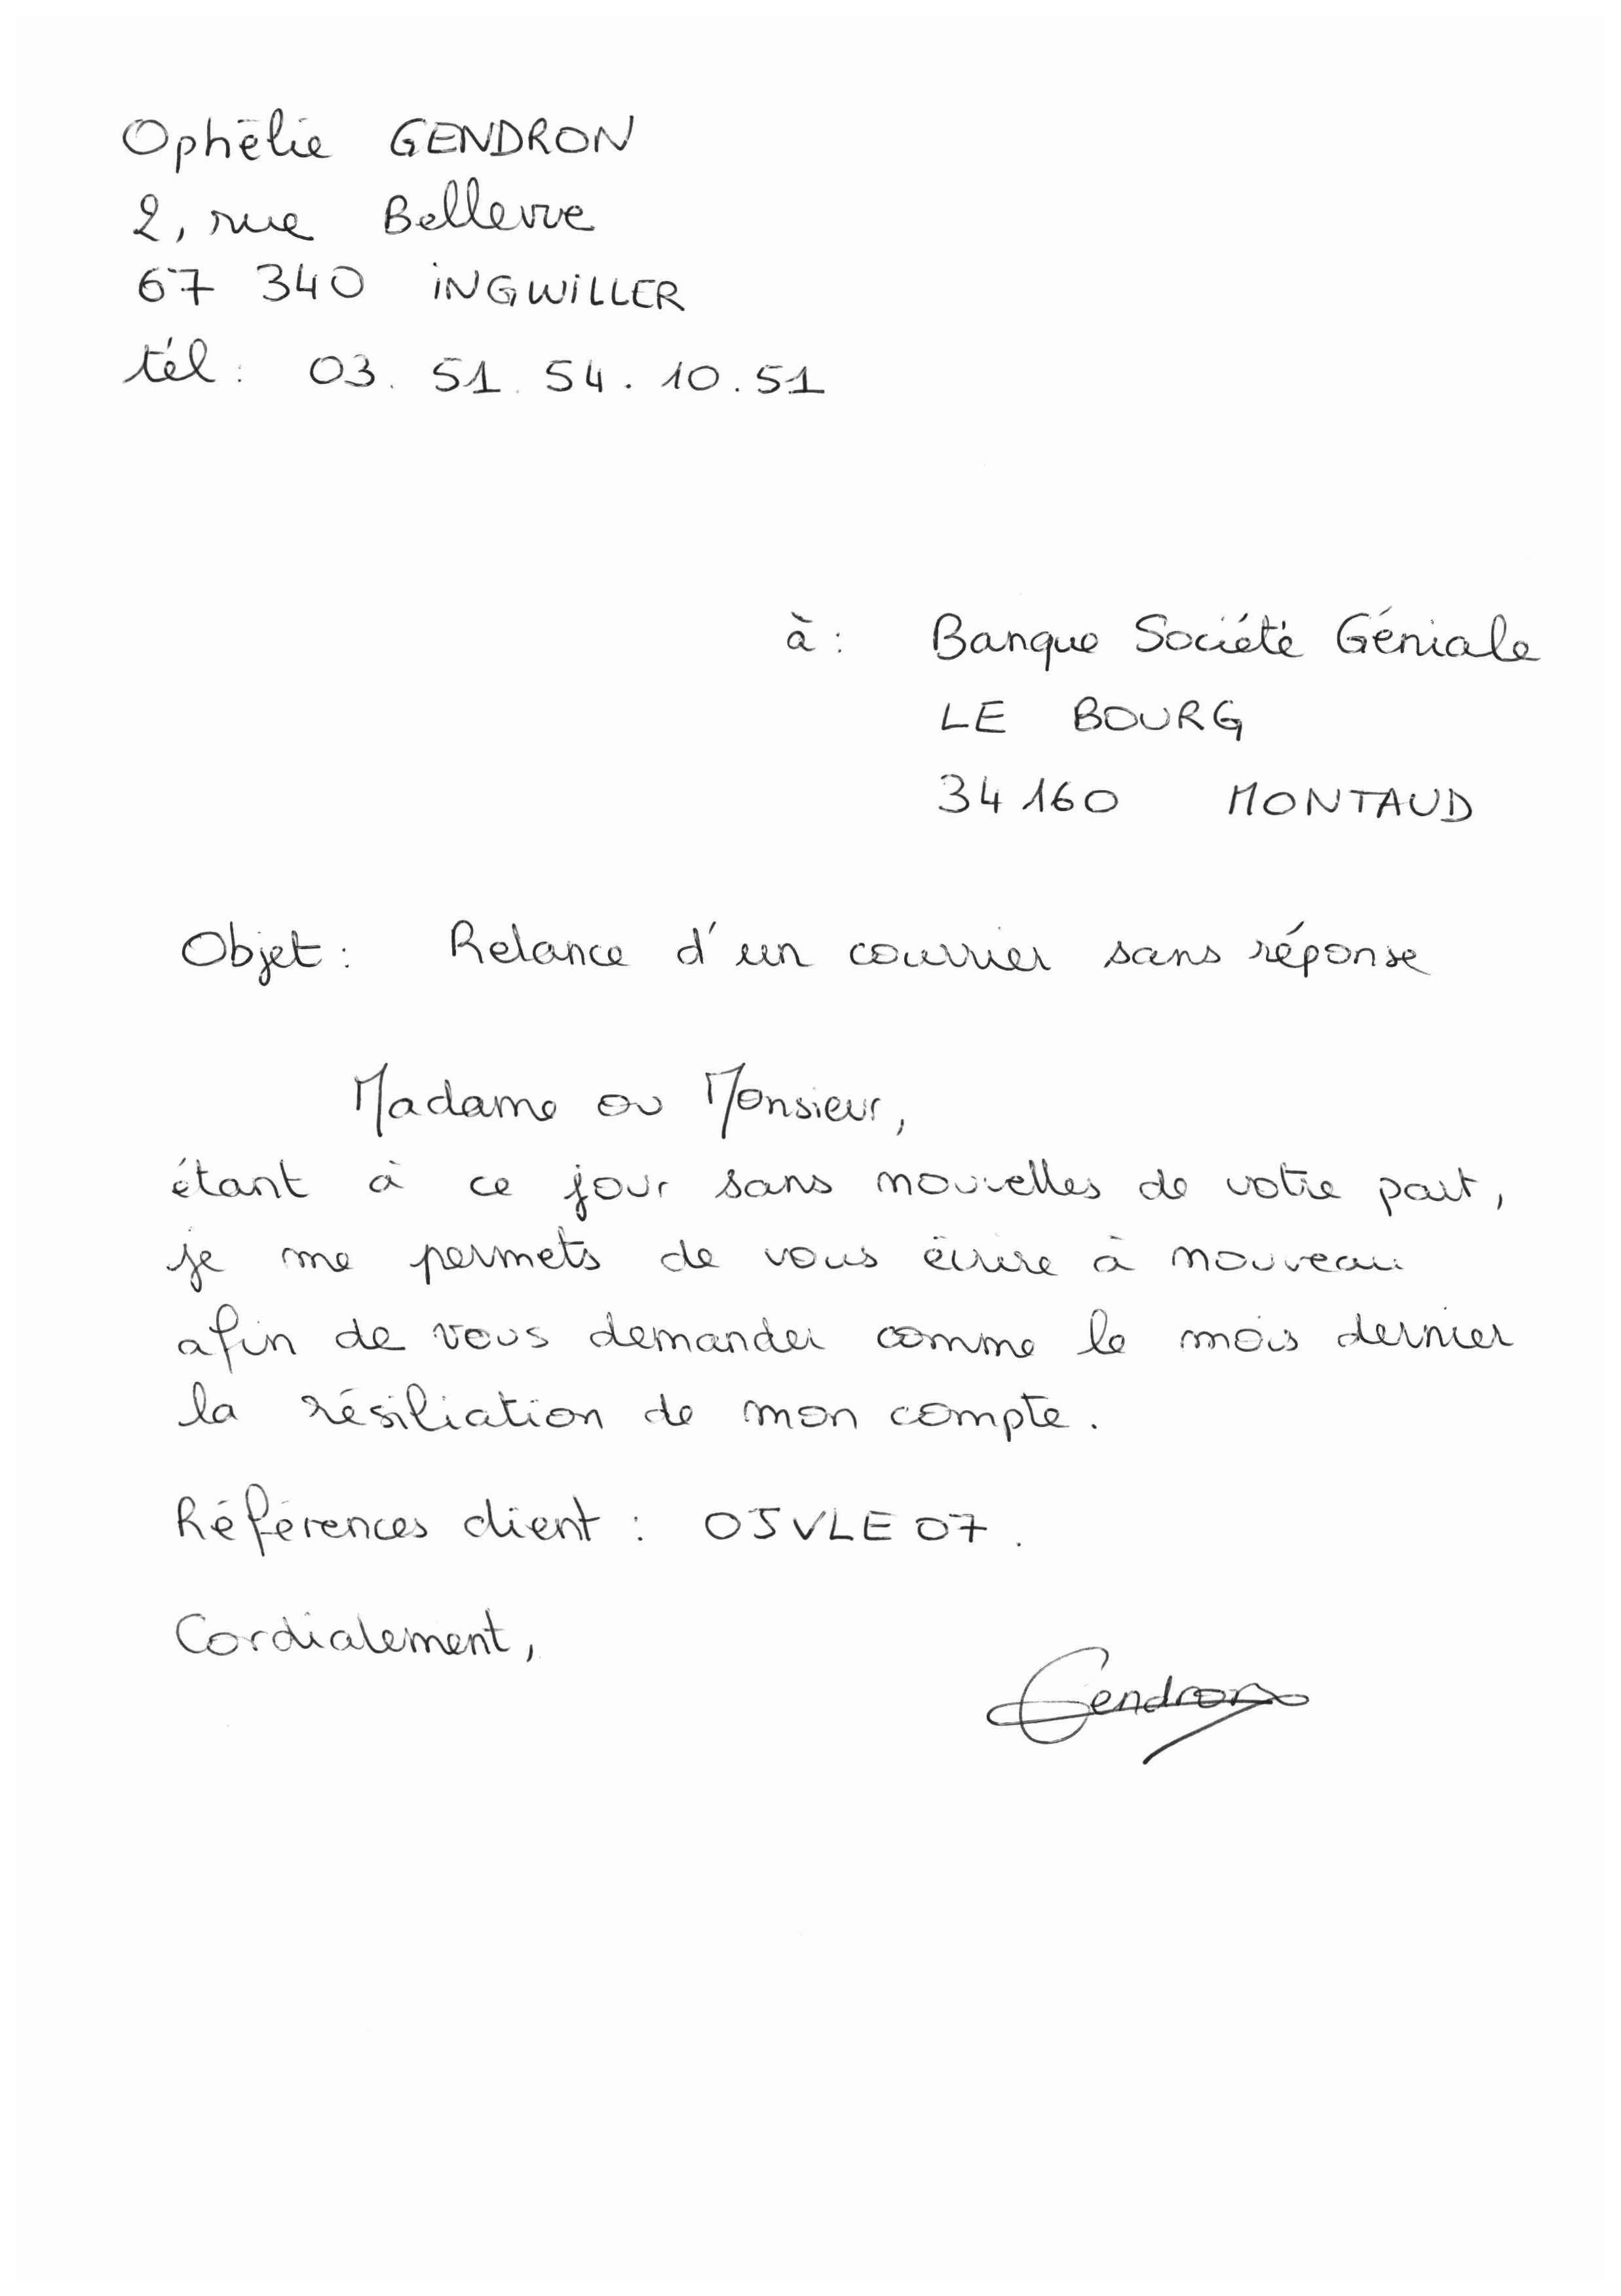 Ophélie GENDRON
2, rue Bellevue
67 340 INGWILLER
tél : 03. 51. 54. 10. 51
à : Banque Société Géniale
LE BOURG
34 160 MONTAUD
Objet : Relance d'un courrier sans réponse
Madame ou Monsieur,
étant à ce jour sans nouvelles de votre part,
je me permets de vous écrire à nouveau
afin de vous demander comme le mois dernier
la résiliation de mon compte.
Références client : OJVLE07.
Cordialement,
Gendron